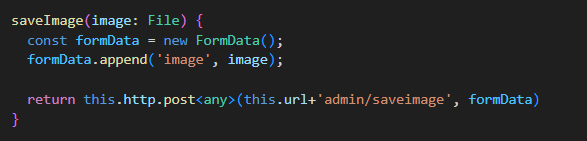 saveImage(image: File) {
const formData = new FormData();
formData.append('image', image);
return this.http.post<any>(this.url+'admin/saveimage', formData)
}